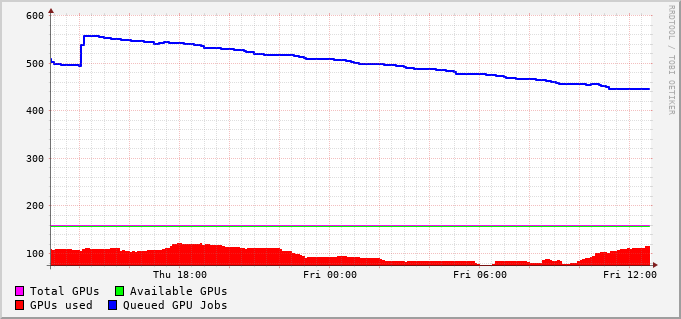 600
500
400
300
200
100
Thu 18:00 Fri 00:00 Fri 06:00 Fri 12:00
Total GPUs Available GPUs
GPUs used Queued GPU Jobs
RRDTOOL / TOBI OETIKER